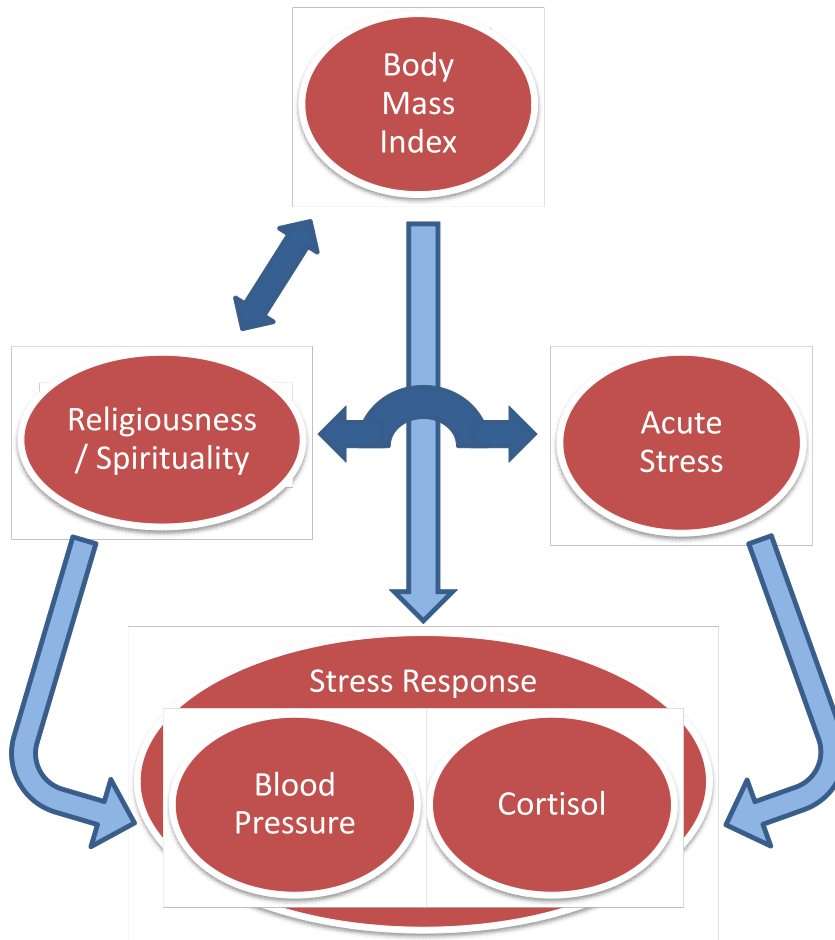 Body
Mass
Index
Religiousness
/ Spirituality
Acute
Stress
Stress Response
Blood
Pressure
Cortisol